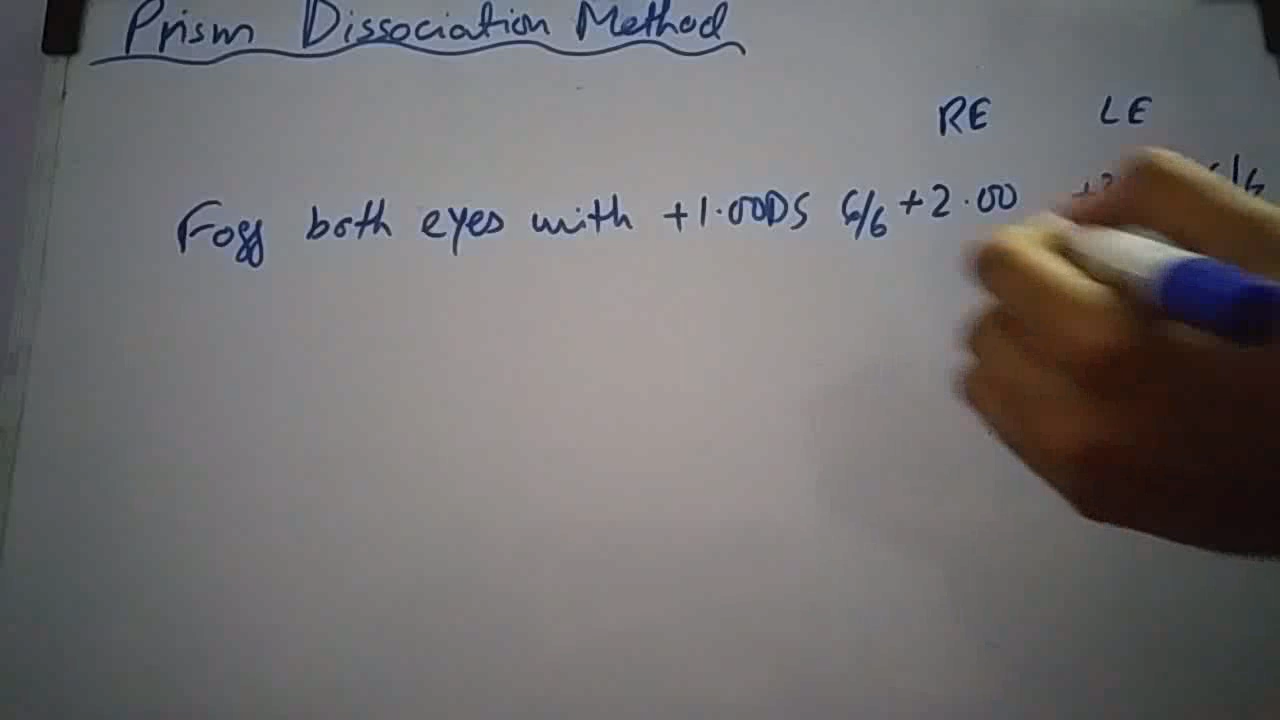 Prism Dissociation Method
RE LE
Fogg both eyes with +1.00DS 6/6 +2.00